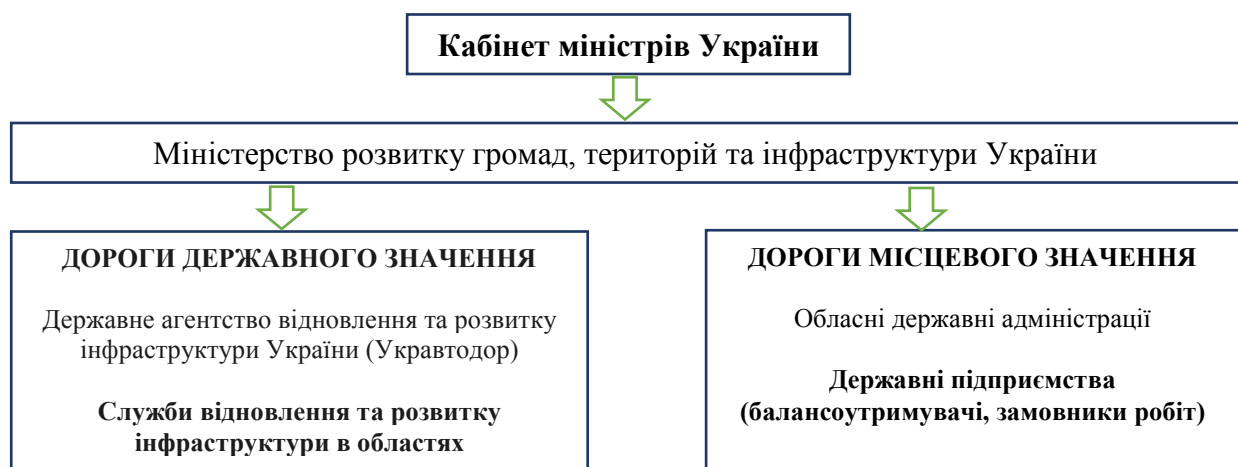 Кабінет міністрів України
Міністерство розвитку громад, територій та інфраструктури України
ДОРОГИ ДЕРЖАВНОГО ЗНАЧЕННЯ
Державне агентство відновлення та розвитку
інфраструктури України (Укравтодор)
Служби відновлення та розвитку
інфраструктури в областях
ДОРОГИ МІСЦЕВОГО ЗНАЧЕННЯ
Обласні державні адміністрації
Державні підприємства
(балансоутримувачі, замовники робіт)